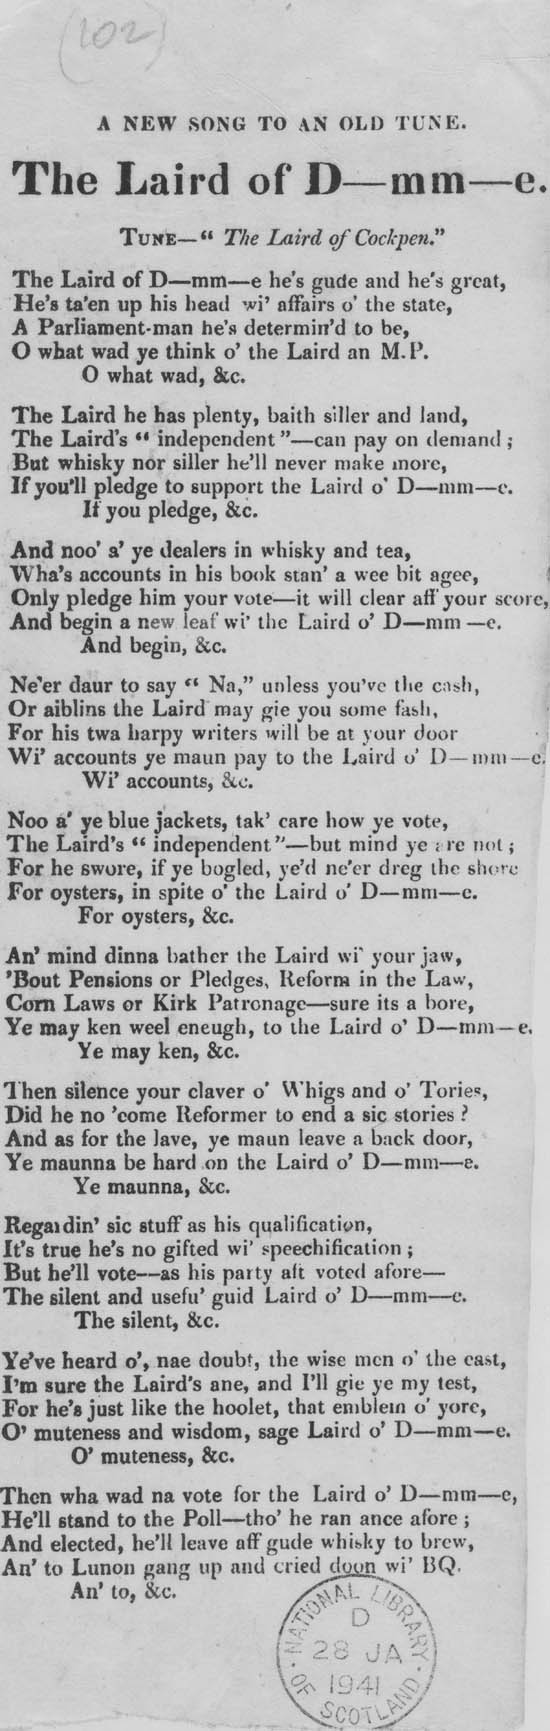 (102)
A NEW SONG TO AN OLD TUNE.
The Laird of D—mm—e.
TUNE—“ The Laird of Cockpen.”
The Laird of D—mm—e he's gude and he's great,
He's ta'en up his head wi' affairs o' the state,
A Parliament-man he's determin'd to be,
O what wad ye think o' the Laird an M.P.
O what wad, &c.
The Laird he has plenty, baith siller and land,
The Laird's “ independent ”—can pay on demand ;
But whisky nor siller he'll never make more,
If you'll pledge to support the Laird o' D—mm—e.
If you pledge, &c.
And noo' a' ye dealers in whisky and tea,
Wha's accounts in his book stan' a wee bit agee,
Only pledge him your vote—it will clear aff your score,
And begin a new leaf wi' the Laird o' D—mm—e.
And begin, &c.
Ne'er daur to say “ Na,” unless you've the cash,
Or aiblins the Laird may gie you some fash,
For his twa harpy writers will be at your door
Wi' accounts ye maun pay to the Laird o' D—mm—e.
Wi' accounts, &c.
Noo a' ye blue jackets, tak' care how ye vote,
The Laird's “ independent ”—but mind ye are not ;
For he swore, if ye bogled, ye'd ne'er dreg the shore
For oysters, in spite o' the Laird o' D—mm—e.
For oysters, &c.
An' mind dinna bather the Laird wi' your jaw,
'Bout Pensions or Pledges, Reform in the Law,
Corn Laws or Kirk Patronage—sure its a bore,
Ye may ken weel eneugh, to the Laird o' D—mm—e.
Ye may ken, &c.
Then silence your claver o' Whigs and o' Tories,
Did he no 'come Reformer to end a sic stories ?
And as for the lave, ye maun leave a back door,
Ye maunna be hard on the Laird o' D—mm—e.
Ye maunna, &c.
Regardin' sic stuff as his qualification,
It's true he's no gifted wi' speechification ;
But he'll vote—as his party aft voted afore—
The silent and usefu' guid Laird o' D—mm—e.
The silent, &c.
Ye've heard o', nae doubt, the wise men o' the east,
I'm sure the Laird's ane, and I'll gie ye my test,
For he's just like the hoolet, that emblem o' yore,
O' muteness and wisdom, sage Laird o' D—mm—e.
O' muteness, &c.
Then wha wad na vote for the Laird o' D—mm—e,
He'll stand to the Poll—tho' he ran ance afore ;
And elected, he'll leave aff gude whisky to brew,
An' to Lunon gang up and cried doon wi' BQ.
An' to, &c.
NATIONAL LIBRARY
D
28 JA
1941
OF SCOTLAND